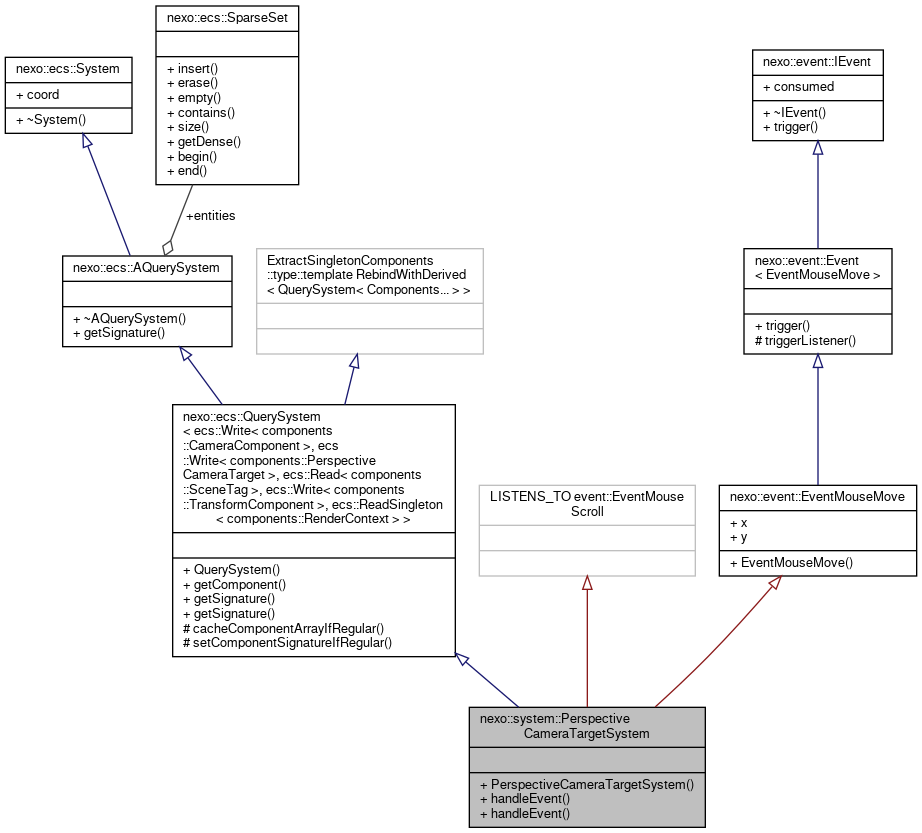 nexo::ecs::SparseSet
+ insert()
+ erase()
+ empty()
+ contains()
+ size()
+ getDense()
+ begin()
+ end()
nexo::ecs::System
+ coord
+ ~System()
nexo::event::IEvent
+ consumed
+ ~IEvent()
+ trigger()
+entities
nexo::ecs::AQuerySystem
+ ~AQuerySystem()
+ getSignature()
ExtractSingletonComponents
::type::template RebindWithDerived
< QuerySystem< Components... > >
nexo::event::Event
< EventMouseMove >
+ trigger()
# triggerListener()
nexo::ecs::QuerySystem
< ecs::Write< components
::CameraComponent >, ecs
::Write< components::Perspective
CameraTarget >, ecs::Read< components
::SceneTag >, ecs::Write< components
::TransformComponent >, ecs::ReadSingleton
< components::RenderContext > >
+ QuerySystem()
+ getComponent()
+ getSignature()
+ getSignature()
# cacheComponentArrayIfRegular()
# setComponentSignatureIfRegular()
LISTENS_TO event::EventMouse
Scroll
nexo::event::EventMouseMove
+ x
+ y
+ EventMouseMove()
nexo::system::Perspective
CameraTargetSystem
+ PerspectiveCameraTargetSystem()
+ handleEvent()
+ handleEvent()